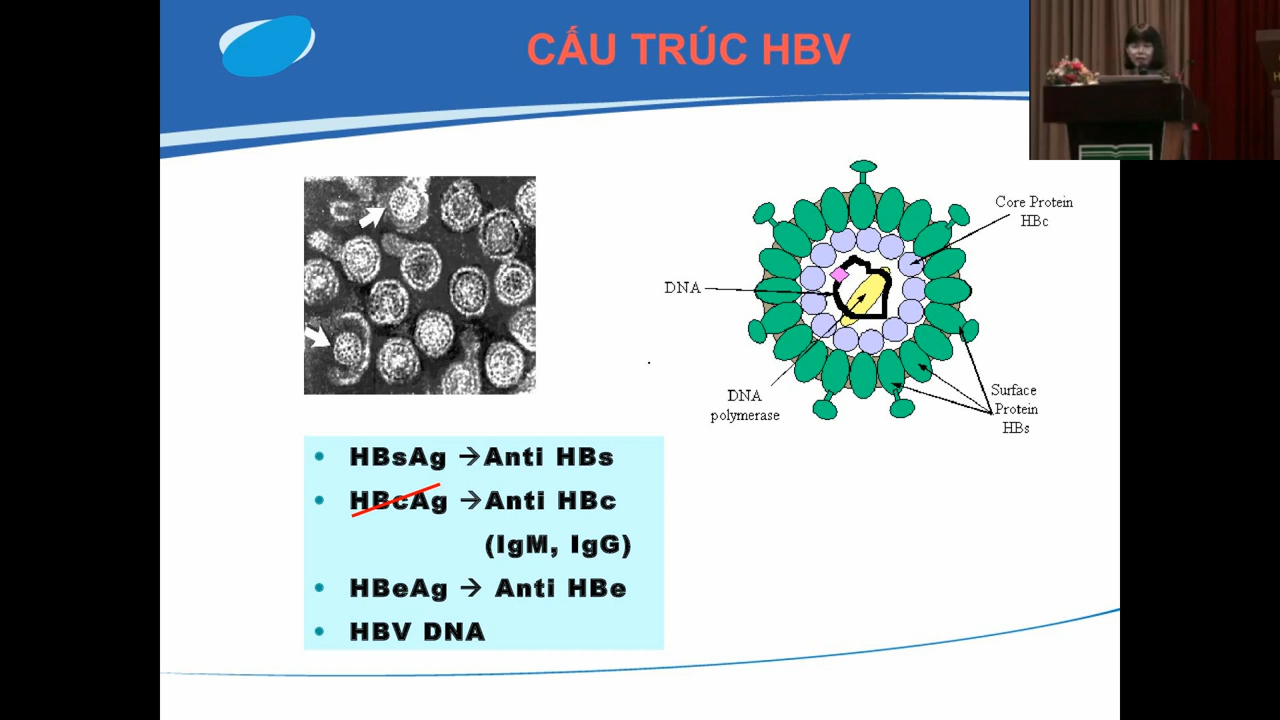 CẤU TRÚC HBV
Core Protein
HBc
DNA
DNA
polymerase
Surface
Protein
HBs
• HBsAg →Anti HBs
• HBcAg →Anti HBc
(IgM, IgG)
• HBeAg → Anti HBe
• HBV DNA